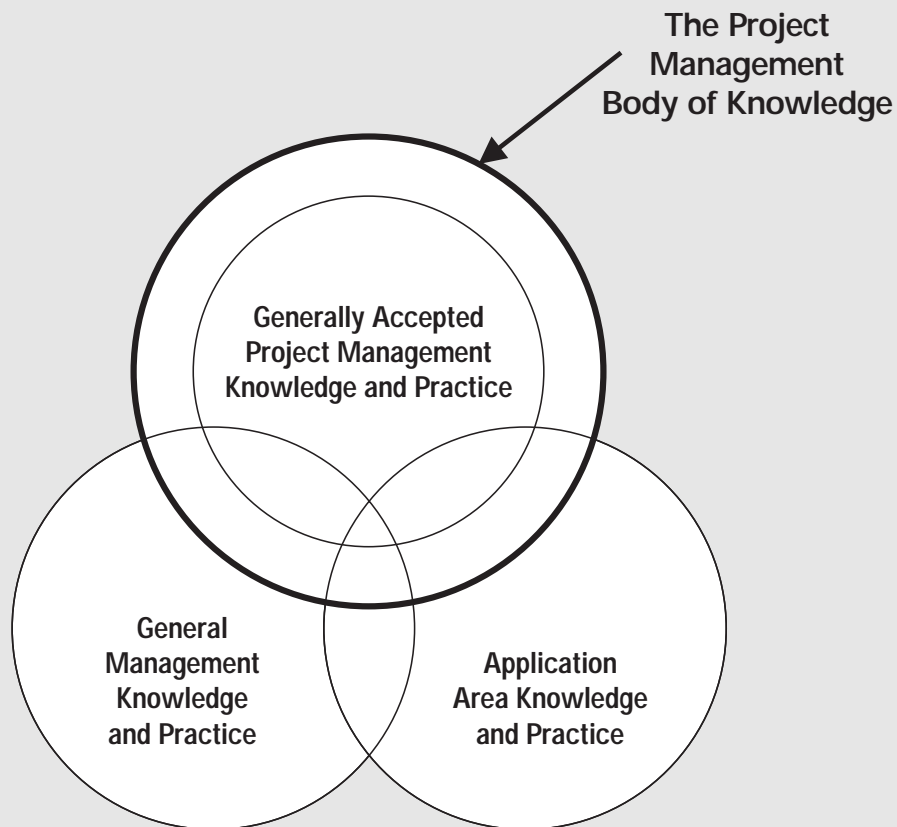 The Project
Management
Body of Knowledge
Generally Accepted
Project Management
Knowledge and Practice
General
Management
Knowledge
and Practice
Application
Area Knowledge
and Practice